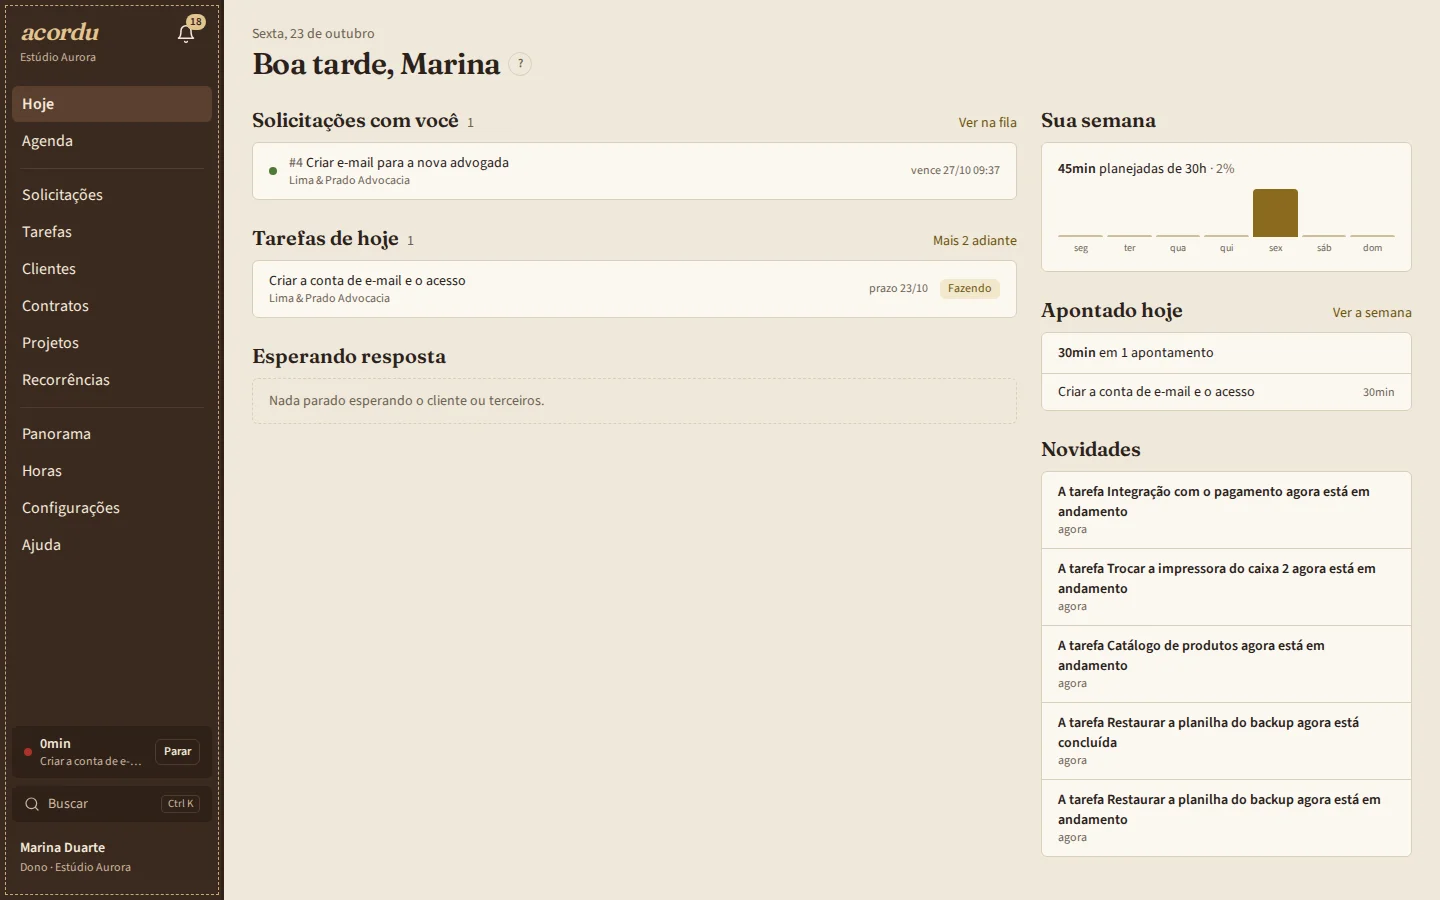 acordu
18
Estúdio Aurora
Hoje
Agenda
Solicitações
Tarefas
Clientes
Contratos
Projetos
Recorrências
Panorama
Horas
Configurações
Ajuda
0min
Criar a conta de e-…
Parar
Buscar
Ctrl K
Marina Duarte
Dono · Estúdio Aurora
Sexta, 23 de outubro
Boa tarde, Marina ?
Solicitações com você 1
Ver na fila
#4 Criar e-mail para a nova advogada
Lima & Prado Advocacia
vence 27/10 09:37
Tarefas de hoje 1
Mais 2 adiante
Criar a conta de e-mail e o acesso
Lima & Prado Advocacia
prazo 23/10
Fazendo
Esperando resposta
Nada parado esperando o cliente ou terceiros.
Sua semana
45min planejadas de 30h · 2%
seg ter qua qui sex sáb dom
Apontado hoje
Ver a semana
30min em 1 apontamento
Criar a conta de e-mail e o acesso
30min
Novidades
A tarefa Integração com o pagamento agora está em
andamento
agora
A tarefa Trocar a impressora do caixa 2 agora está em
andamento
agora
A tarefa Catálogo de produtos agora está em
andamento
agora
A tarefa Restaurar a planilha do backup agora está
concluída
agora
A tarefa Restaurar a planilha do backup agora está em
andamento
agora